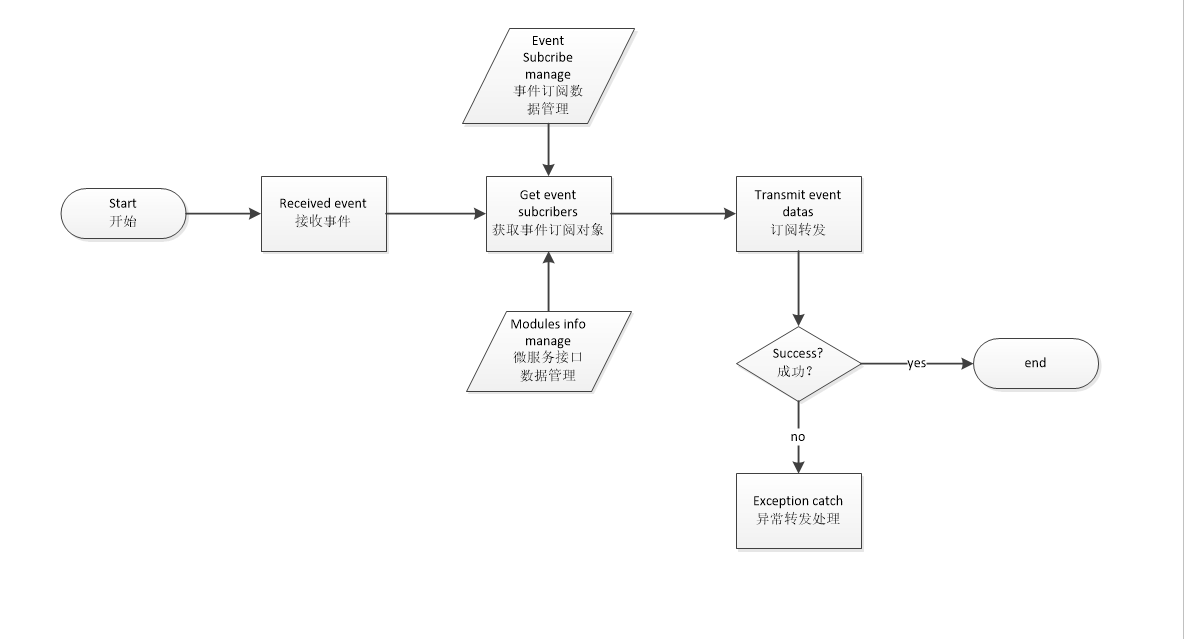 Event
Subcribe
manage
事件订阅数
据管理
Start
开始
Received event
接收事件
Get event
subcribers
获取事件订阅对象
Transmit event
datas
订阅转发
Modules info
manage
微服务接口
数据管理
Success?
成功？
yes
end
no
Exception catch
异常转发处理